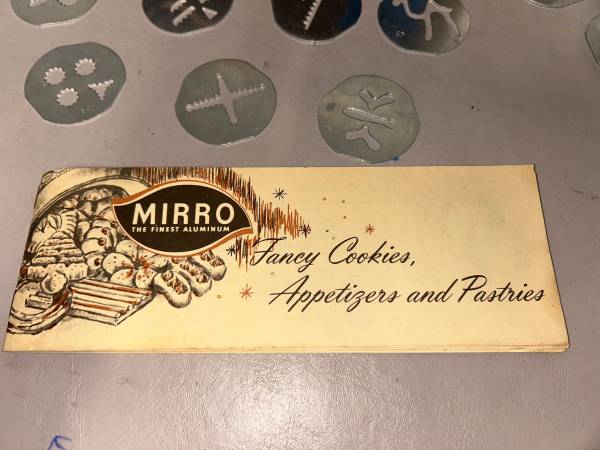 MIRRO
THE FINEST ALUMINUM
Fancy Cookies,
Appetizers and Pastries